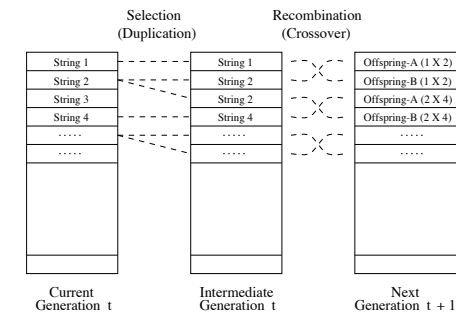 Selection
(Duplication)
Recombination
(Crossover)
String 1
String 2
String 3
String 4
.....
.....
String 1
String 2
String 2
String 4
.....
.....
Offspring-A (1 X 2)
Offspring-B (1 X 2)
Offspring-A (2 X 4)
Offspring-B (2 X 4)
.....
.....
Current
Generation t
Intermediate
Generation t
Next
Generation t + 1